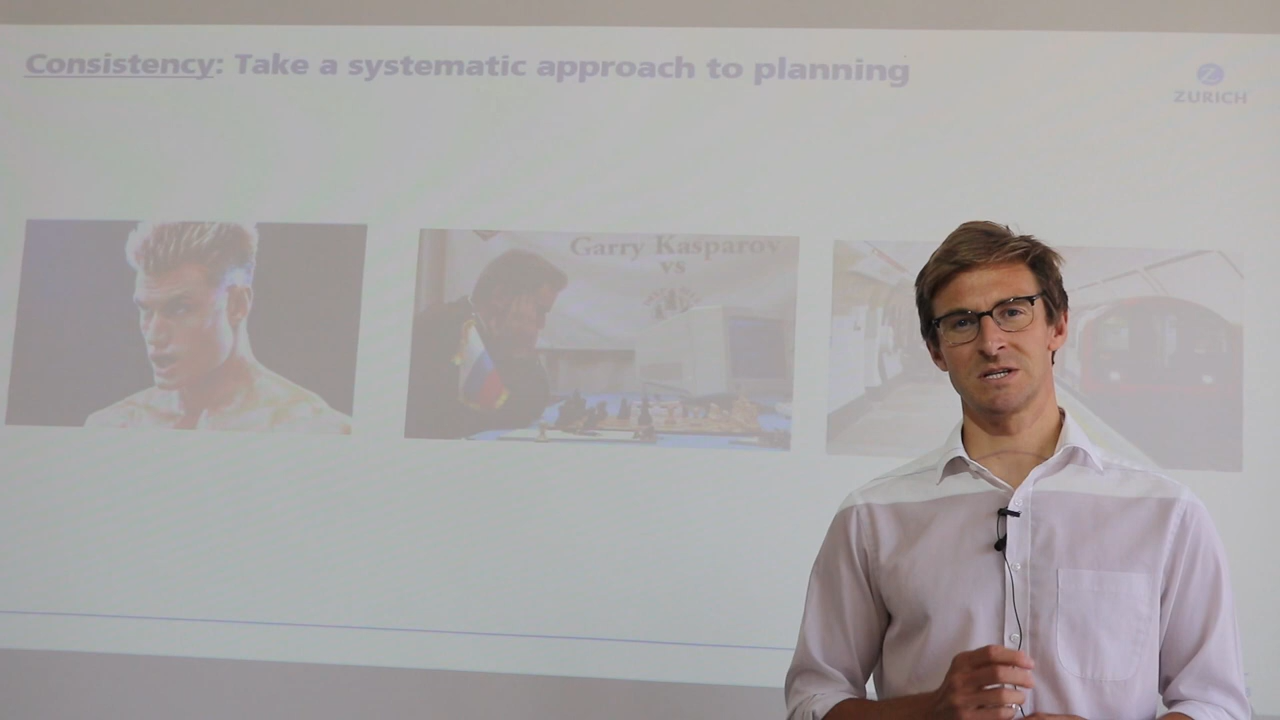 Consistency: Take a systematic approach to planning
ZURICH
Garry Kasparov
vs